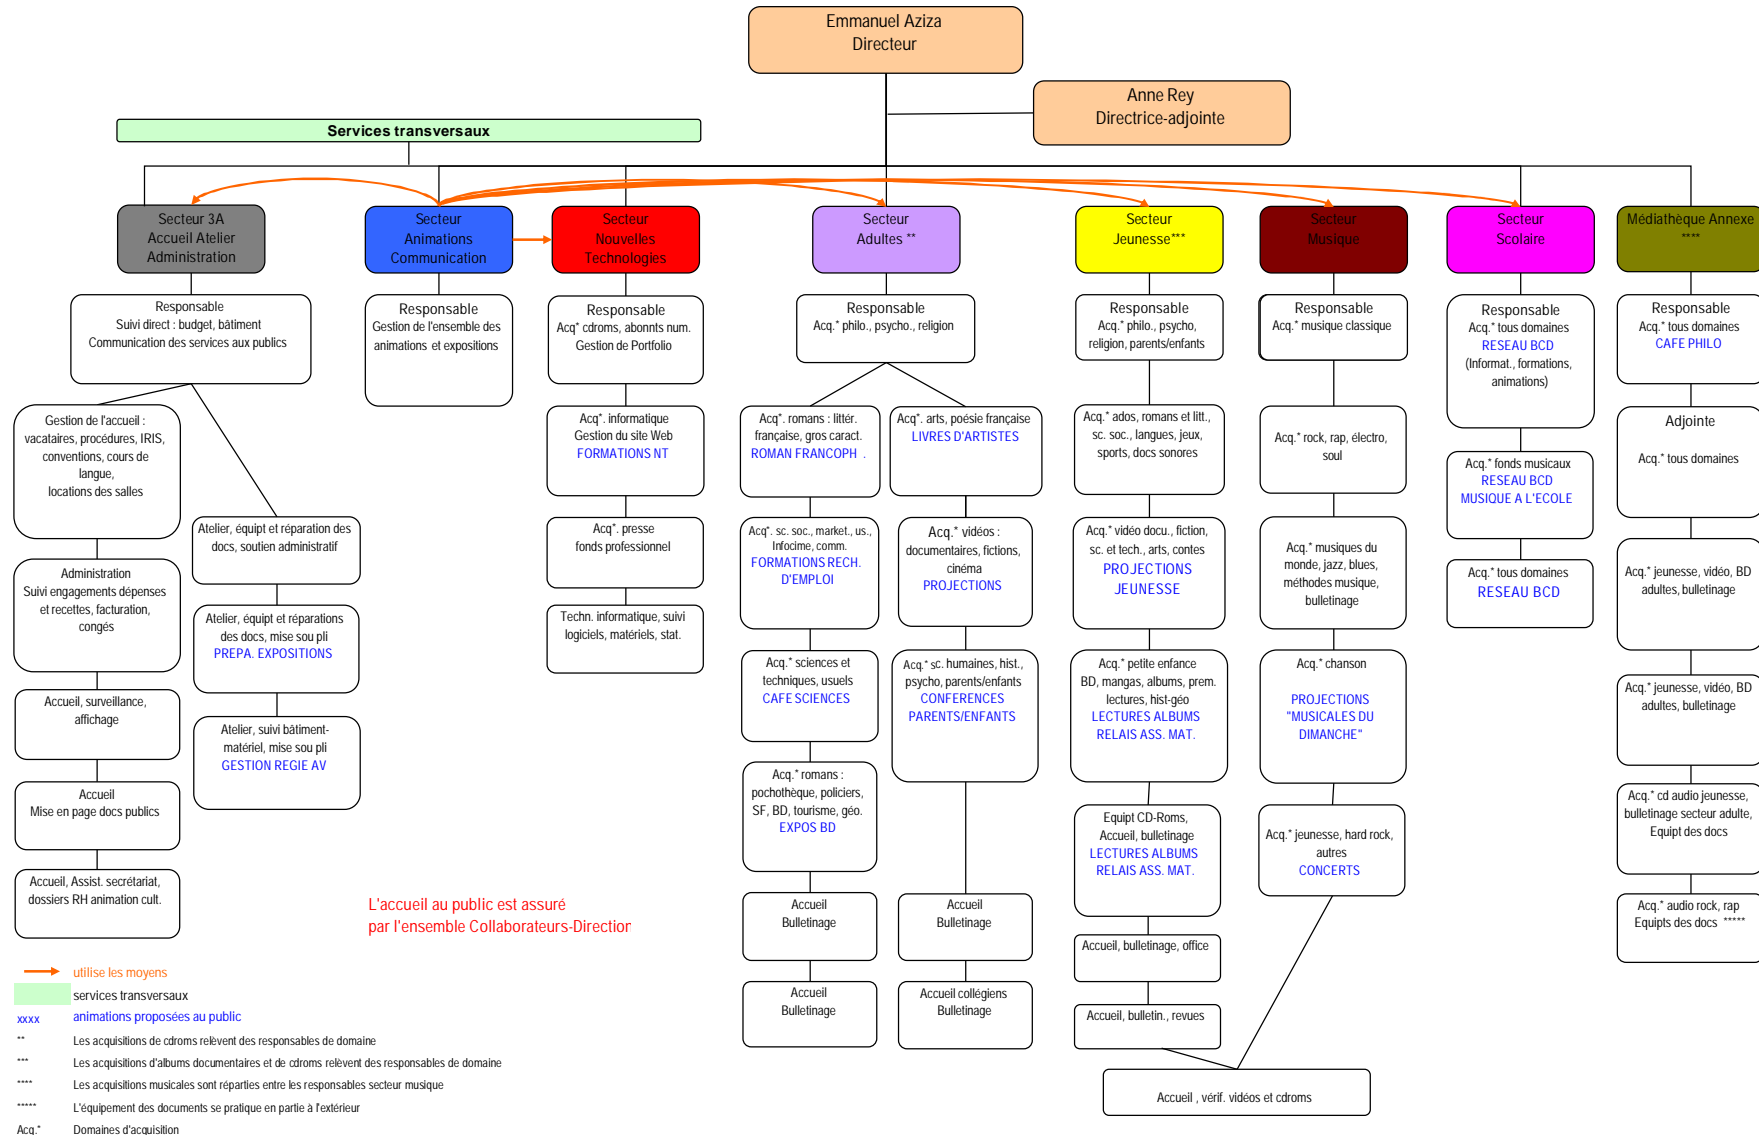 Emmanuel Aziza
Directeur
Anne Rey
Directrice-adjointe
Services transversaux
Secteur 3A
Accueil Atelier
Administration
Secteur
Animations
Communication
Secteur
Nouvelles
Technologies
Secteur
Adultes **
Secteur
Jeunesse***
Secteur
Musique
Secteur
Scolaire
Médiathèque Annexe
****
Responsable
Suivi direct : budget, bâtiment
Communication des services aux publics
Gestion de l'accueil :
vacataires, procédures, IRIS,
conventions, cours de
langue,
locations des salles
Administration
Suivi engagements dépenses
et recettes, facturation,
congés
Accueil, surveillance,
affichage
Accueil
Mise en page docs publics
Accueil, Assist. secrétariat,
dossiers RH animation cult.
Atelier, équipt et réparation des
docs, soutien administratif
Atelier, équipt et réparations
des docs, mise sou pli
PREPA. EXPOSITIONS
Atelier, suivi bâtiment-
matériel, mise sou pli
GESTION REGIE AV
Responsable
Gestion de l'ensemble des
animations et expositions
Responsable
Acq* cdroms, abonnts num.
Gestion de Portfolio
Acq*. informatique
Gestion du site Web
FORMATIONS NT
Acq*. presse
fonds professionnel
Techn. informatique, suivi
logiciels, matériels, stat.
Responsable
Acq.* philo., psycho., religion
Acq*. romans : littér.
française, gros caract.
ROMAN FRANCOPH .
Acq*. sc. soc., market., us.,
Infocime, comm.
FORMATIONS RECH.
D'EMPLOI
Acq.* sciences et
techniques, usuels
CAFE SCIENCES
Acq.* romans :
pochothèque, policiers,
SF, BD, tourisme, géo.
EXPOS BD
Accueil
Bulletinage
Accueil
Bulletinage
Acq*. arts, poésie française
LIVRES D'ARTISTES
Acq.* vidéos :
documentaires, fictions,
cinéma
PROJECTIONS
Acq.* sc. humaines, hist.,
psycho, parents/enfants
CONFERENCES
PARENTS/ENFANTS
Accueil
Bulletinage
Accueil collégiens
Bulletinage
Responsable
Acq.* philo., psycho,
religion, parents/enfants
Acq.* ados, romans et litt.,
sc. soc., langues, jeux,
sports, docs sonores
Acq.* vidéo docu., fiction,
sc. et tech., arts, contes
PROJECTIONS
JEUNESSE
Acq.* petite enfance
BD, mangas, albums, prem.
lectures, hist-géo
LECTURES ALBUMS
RELAIS ASS. MAT.
Equipt CD-Roms,
Accueil, bulletinage
LECTURES ALBUMS
RELAIS ASS. MAT.
Accueil, bulletinage, office
Accueil, bulletin., revues
Responsable
Acq.* musique classique
Acq.* rock, rap, électro,
soul
Acq.* musiques du
monde, jazz, blues,
méthodes musique,
bulletinage
Acq.* chanson
PROJECTIONS
"MUSICALES DU
DIMANCHE"
Acq.* jeunesse, hard rock,
autres
CONCERTS
Accueil , vérif. vidéos et cdroms
Responsable
Acq.* tous domaines
RESEAU BCD
(Informat., formations,
animations)
Acq.* fonds musicaux
RESEAU BCD
MUSIQUE A L'ECOLE
Acq.* tous domaines
RESEAU BCD
Responsable
Acq.* tous domaines
CAFE PHILO
Adjointe
Acq.* tous domaines
Acq.* jeunesse, vidéo, BD
adultes, bulletinage
Acq.* jeunesse, vidéo, BD
adultes, bulletinage
Acq.* cd audio jeunesse,
bulletinage secteur adulte,
Equipt des docs
Acq.* audio rock, rap
Equipts des docs *****
L'accueil au public est assuré
par l'ensemble Collaborateurs-Direction
utilise les moyens
services transversaux
xxxx animations proposées au public
** Les acquisitions de cdroms relèvent des responsables de domaine
*** Les acquisitions d'albums documentaires et de cdroms relèvent des responsables de domaine
**** Les acquisitions musicales sont réparties entre les responsables secteur musique
***** L'équipement des documents se pratique en partie à l'extérieur
Acq.* Domaines d'acquisition